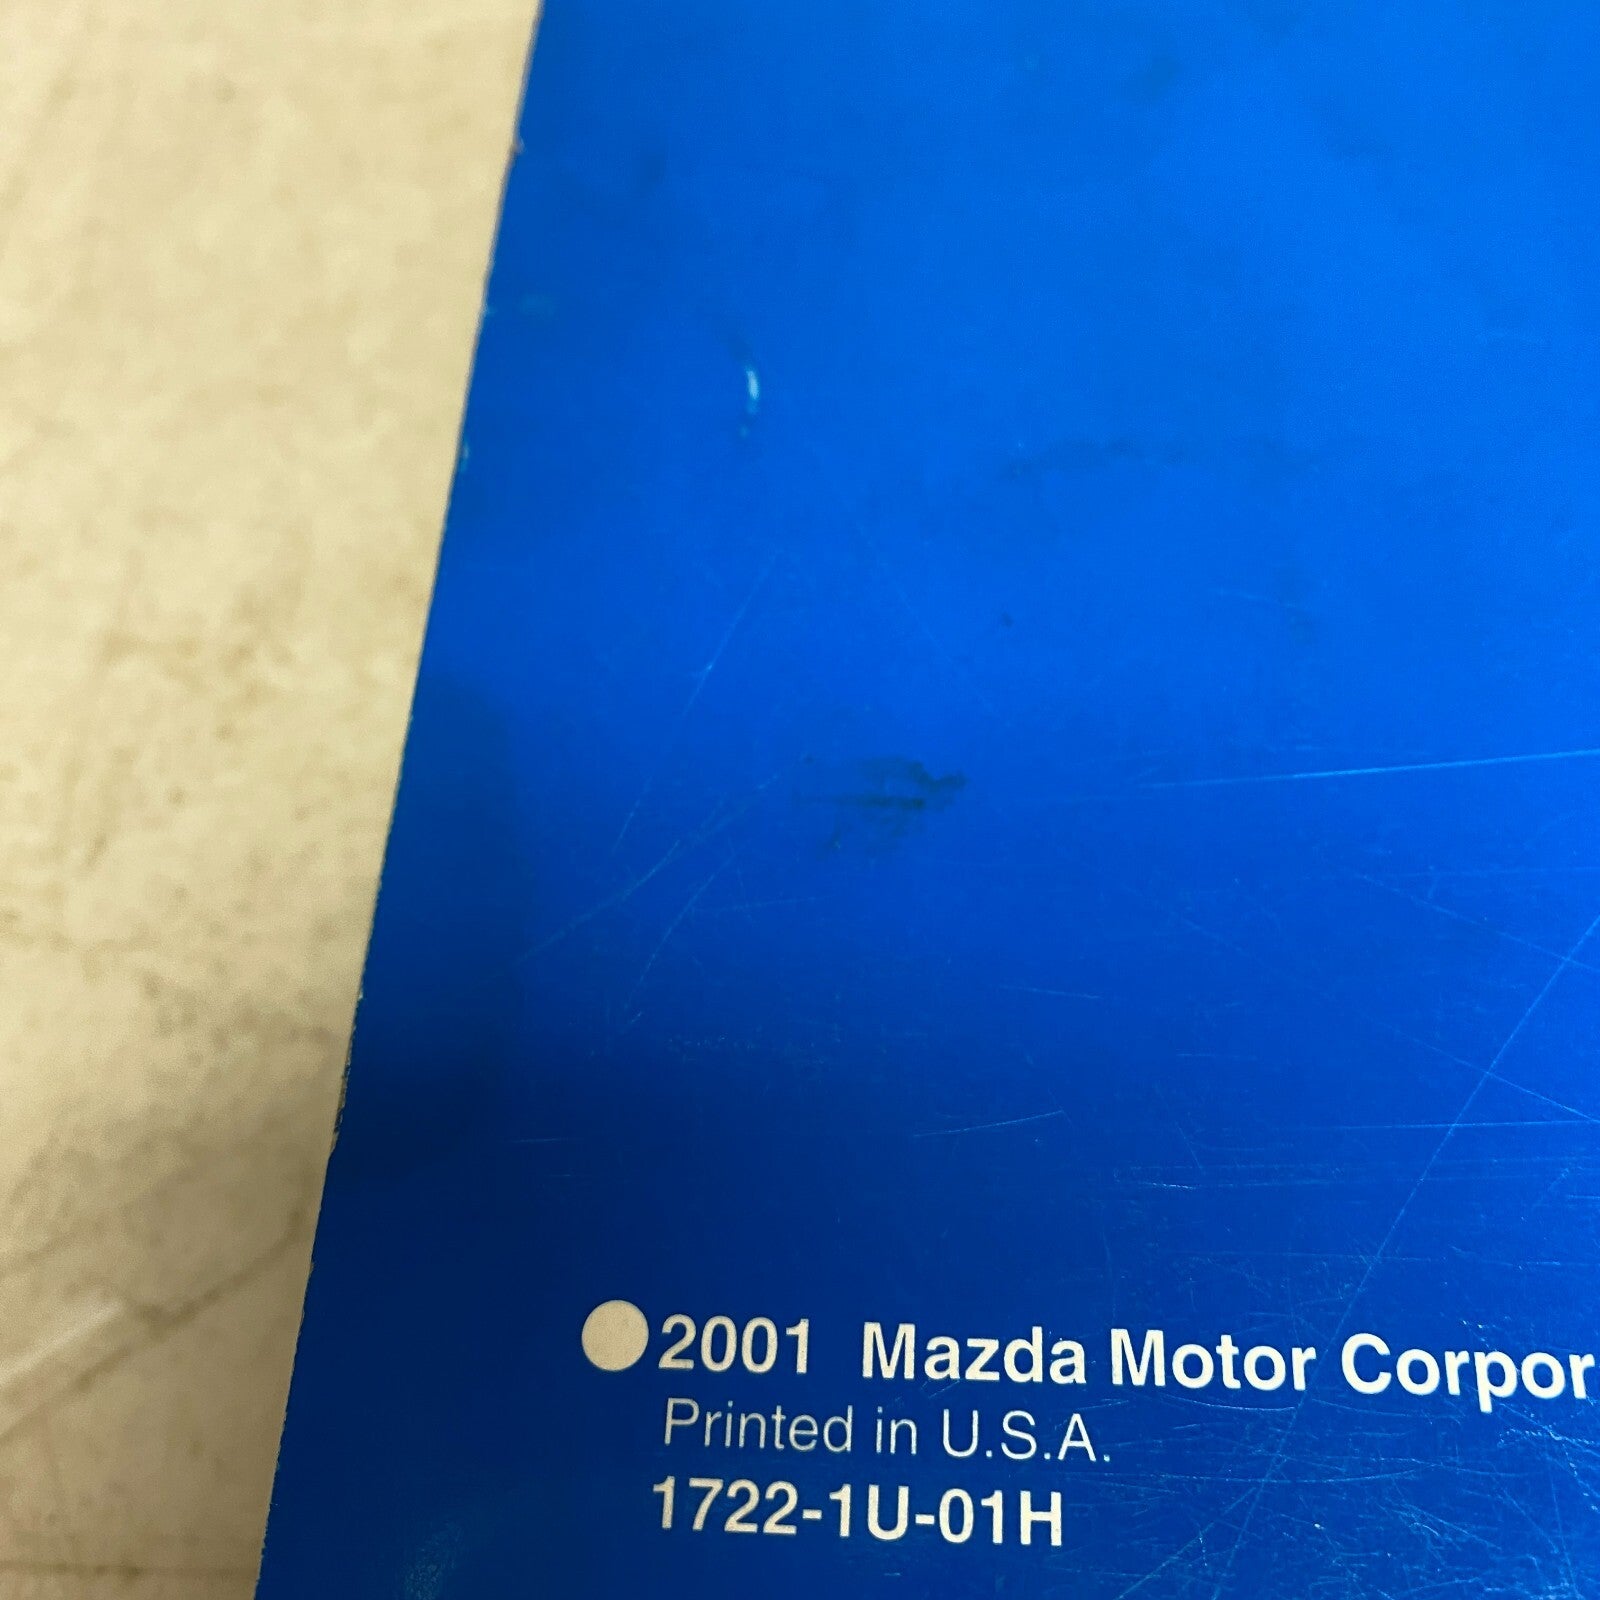 ●2001 Mazda Motor Corpor
Printed in U.S.A.
1722-1U-01H